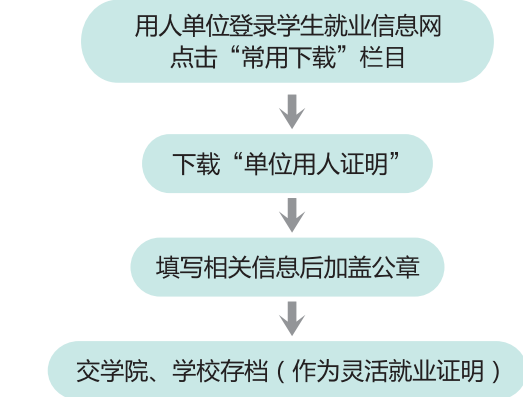 用人单位登录学生就业信息网
点击“常用下载”栏目
下载“单位用人证明”
填写相关信息后加盖公章
交学院、学校存档（作为灵活就业证明）